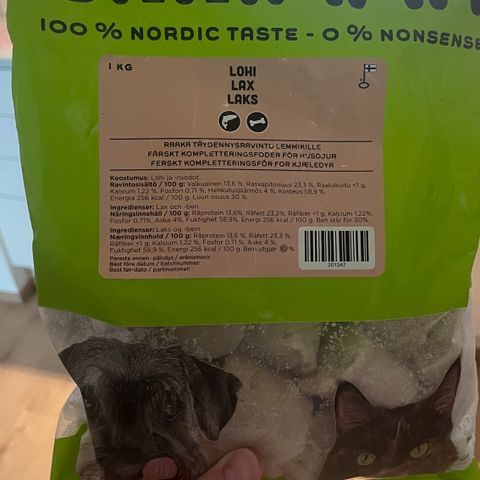 100 % NORDIC TASTE - 0 % NONSENSE
1 KG
LOHI
LAX
LAKS
RAAKA TÄYDENNYSRAVINTO LEMMIKILLE
FÄRSKT KOMPLETTERINGSFODER FÖR HUSDJUR
FERSKT KOMPLETTERINGSFÔR FOR KJÆLEDYR
Koostumus: Lohi ja -ruodot.
Ravintosisältö / 100 g: Valkuainen 13,6 %, Rasvapitoisuus 23,3 %, Raakakuitu <1 g,
Kalsium 1,22 %, Fosfori 0,71 %, Hehkutusjäännös 4 %, Kosteus 58,9 %,
Energia 256 kcal / 100 g. Luun osuus 30 %
Ingredienser: Lax och -ben.
Näringsinnehåll / 100 g: Råprotein 13,6%, Råfett 23,3%, Råfiber <1 g, Kalcium 1,22%,
Fosfor 0,71%, Aska 4%, Fuktighet 58,9%, Energi 256 kcal / 100 g. Ben står för 30%.
Ingredienser: Laks og -bein.
Næringsinnhold / 100 g: Råprotein 13,6 %, Råfett 23,3 %,
Råfiber <1 g, Kalsium 1,22 %, Fosfor 0,71 %, Aske 4 %,
Fuktighet 58,9%, Energi 256 kcal / 100 g. Bein utgjør 30 %.
Parasta ennen -päiväys / eränumero:
Bäst före datum / batchnummer:
Best før-dato / partinummer:
201347